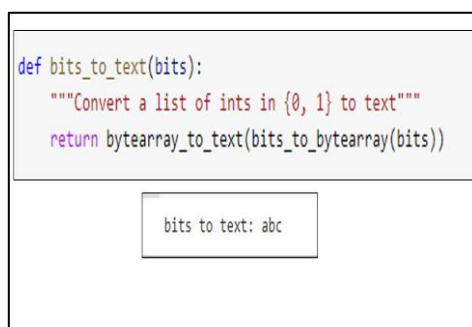 def bits_to_text(bits):
    """Convert a list of ints in {0, 1} to text"""
    return bytearray_to_text(bits_to_bytearray(bits))
bits to text: abc